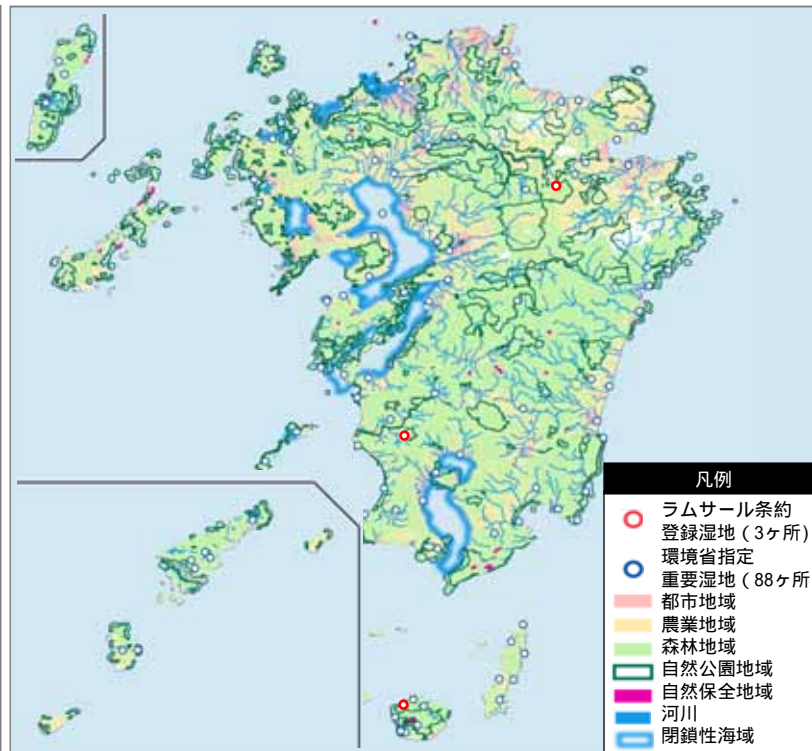 凡例
ラムサール条約
登録湿地（3ヶ所）
環境省指定
重要湿地（88ヶ所
都市地域
農業地域
森林地域
自然公園地域
自然保全地域
河川
閉鎖性海域